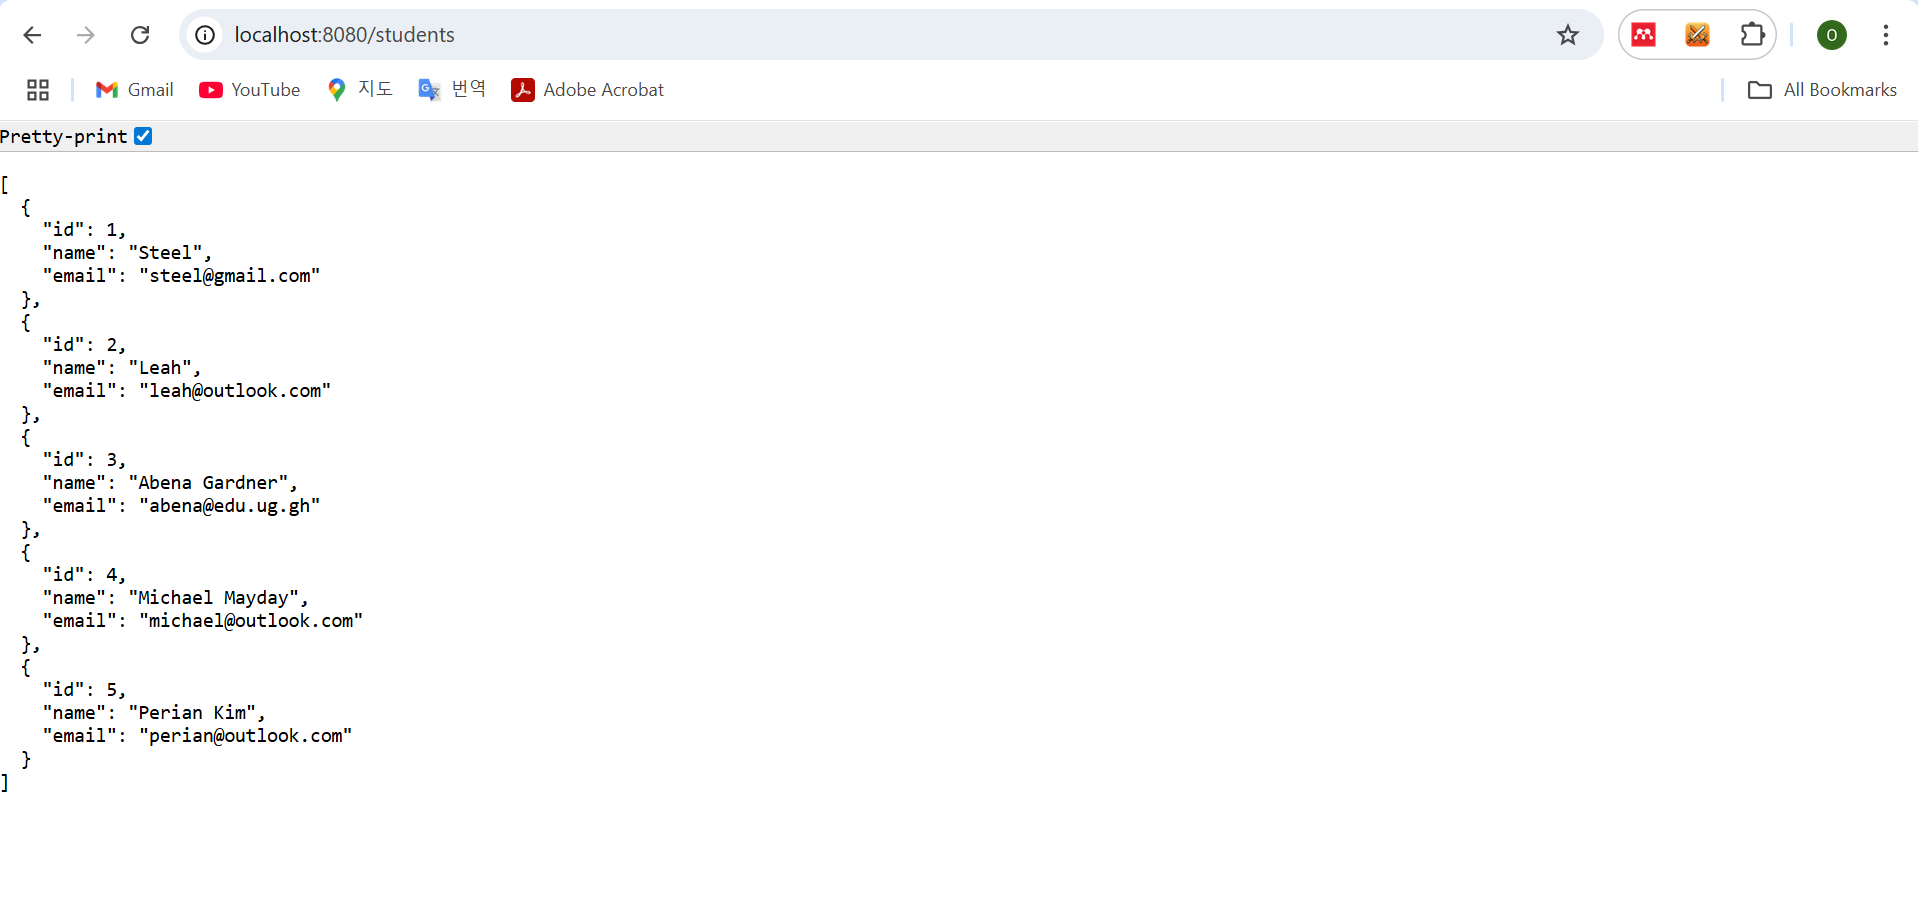 localhost:8080/students
O
Gmail YouTube 지도 번역 Adobe Acrobat All Bookmarks
Pretty-print
[
  {
    "id": 1,
    "name": "Steel",
    "email": "steel@gmail.com"
  },
  {
    "id": 2,
    "name": "Leah",
    "email": "leah@outlook.com"
  },
  {
    "id": 3,
    "name": "Abena Gardner",
    "email": "abena@edu.ug.gh"
  },
  {
    "id": 4,
    "name": "Michael Mayday",
    "email": "michael@outlook.com"
  },
  {
    "id": 5,
    "name": "Perian Kim",
    "email": "perian@outlook.com"
  }
]